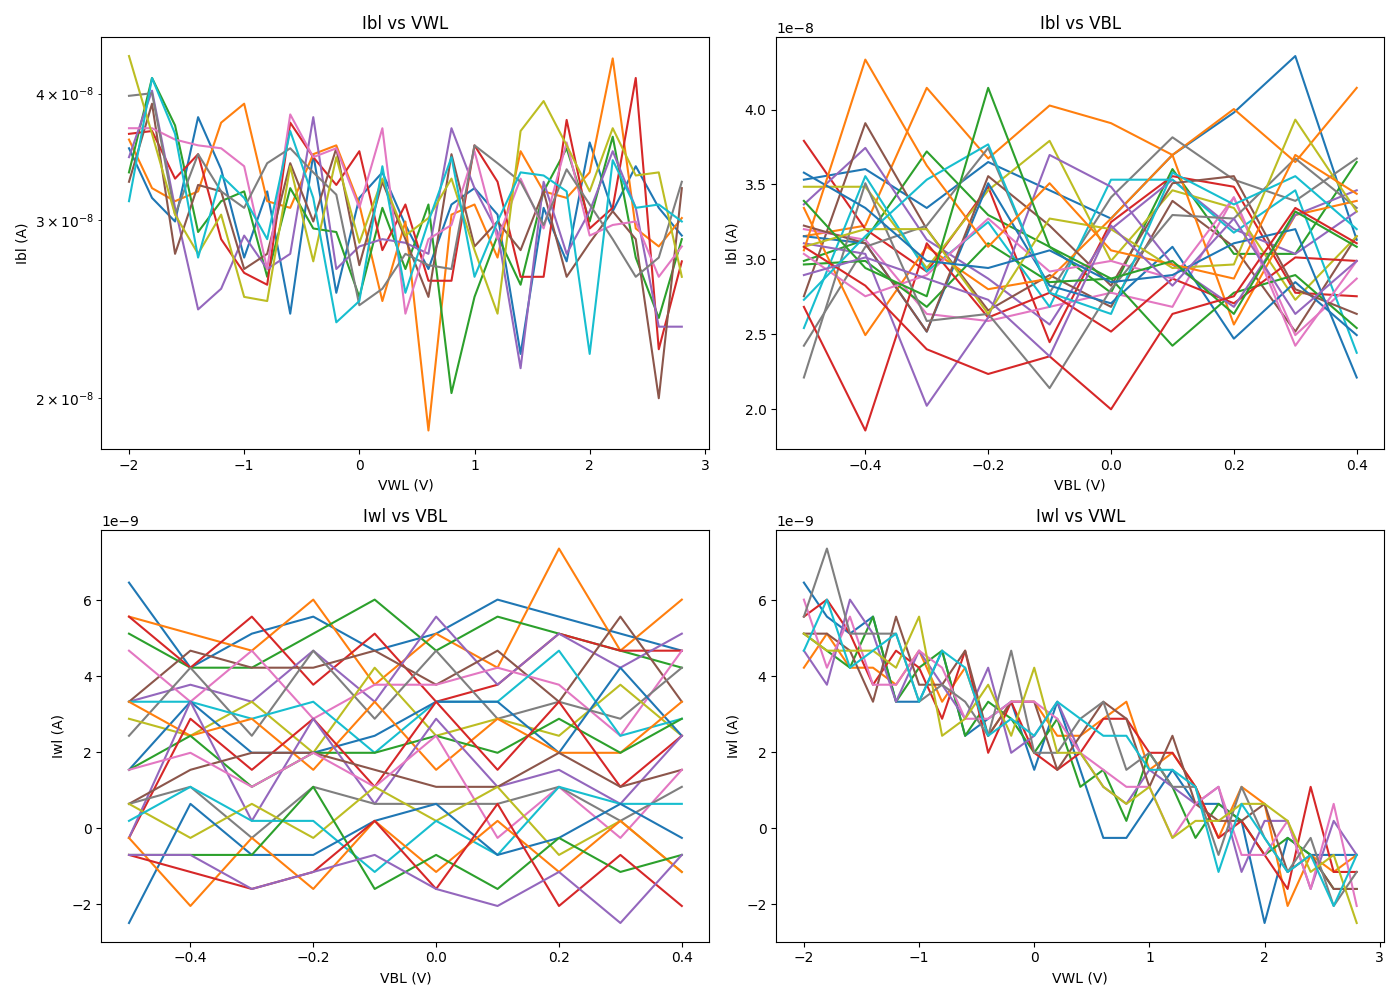 Ibl vs VWL
Ibl (A)
4 × 10⁻⁸
3 × 10⁻⁸
2 × 10⁻⁸
−2 −1 0 1 2 3
VWL (V)
Ibl vs VBL
1e−8
Ibl (A)
4.0
3.5
3.0
2.5
2.0
−0.4 −0.2 0.0 0.2 0.4
VBL (V)
Iwl vs VBL
1e−9
Iwl (A)
6
4
2
0
−2
−0.4 −0.2 0.0 0.2 0.4
VBL (V)
Iwl vs VWL
1e−9
Iwl (A)
6
4
2
0
−2
−2 −1 0 1 2 3
VWL (V)